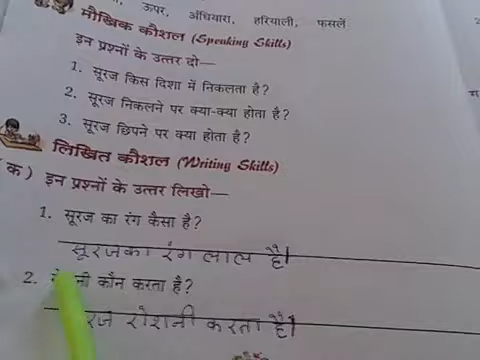 ऊपर, अंधियारा, हरियाली, फसलें
मौखिक कौशल (Speaking Skills)
इन प्रश्नों के उत्तर दो—
1. सूरज किस दिशा में निकलता है?
2. सूरज निकलने पर क्या-क्या होता है?
3. सूरज छिपने पर क्या होता है?
लिखित कौशल (Writing Skills)
क) इन प्रश्नों के उत्तर लिखो—
1. सूरज का रंग कैसा है?
सूरज का रंग लाल है।
2. कौन करता है?
रोशनी करता है।